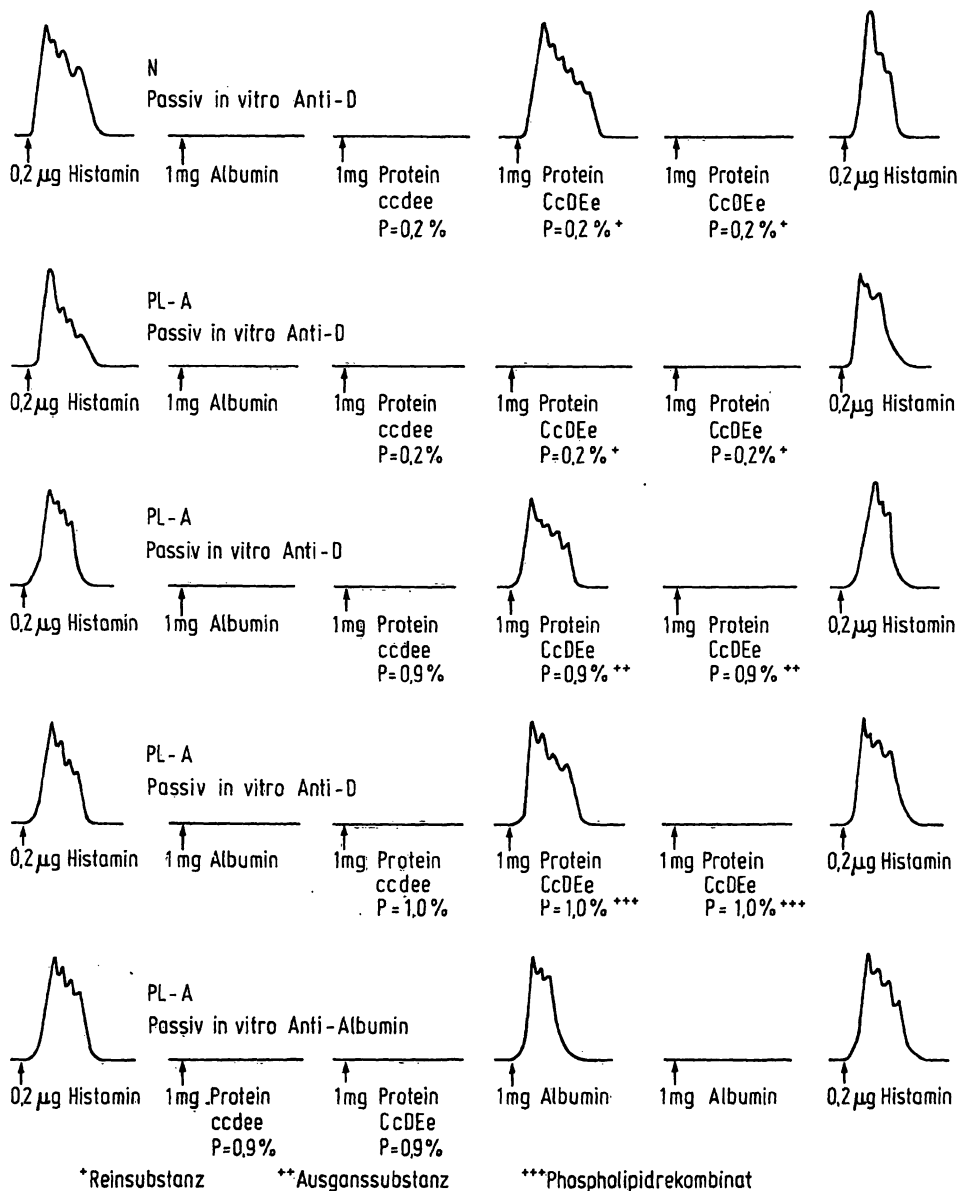 N
Passiv in vitro Anti-D
0,2 µg Histamin
1mg Albumin
1mg Protein
ccdee
P=0,2 %
1mg Protein
CcDEe
P=0,2 % +
1mg Protein
CcDEe
P=0,2 % +
0,2 µg Histamin
PL-A
Passiv in vitro Anti-D
0,2 µg Histamin
1mg Albumin
1mg Protein
ccdee
P=0,2%
1mg Protein
CcDEe
P=0,2% +
1mg Protein
CcDEe
P=0,2% +
0,2 µg Histamin
PL-A
Passiv in vitro Anti-D
0,2 µg Histamin
1mg Albumin
1mg Protein
ccdee
P=0,9%
1mg Protein
CcDEe
P=0,9% ++
1mg Protein
CcDEe
P=0,9% ++
0,2 µg Histamin
PL-A
Passiv in vitro Anti-D
0,2 µg Histamin
1mg Albumin
1mg Protein
ccdee
P=1,0%
1mg Protein
CcDEe
P=1,0% +++
1mg Protein
CcDEe
P=1,0% +++
0,2 µg Histamin
PL-A
Passiv in vitro Anti-Albumin
0,2 µg Histamin
1mg Protein
ccdee
P=0,9%
1mg Protein
CcDEe
P=0,9%
1mg Albumin
1mg Albumin
0,2 µg Histamin
+Reinsubstanz ++Ausganssubstanz +++Phospholipidrekombinat